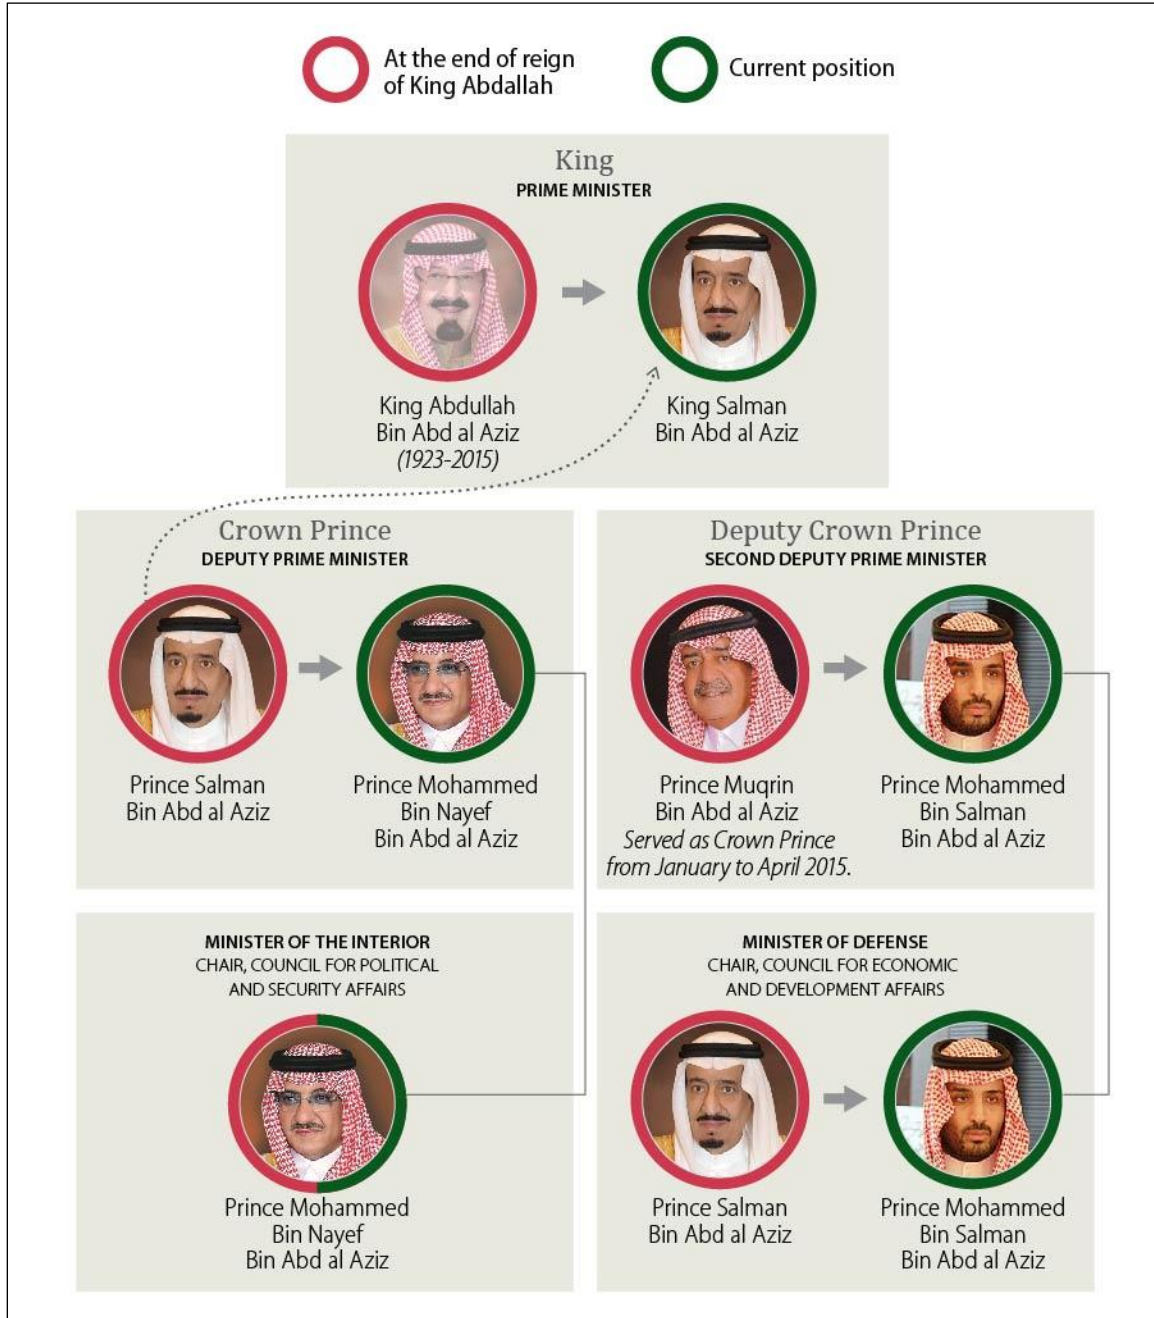 At the end of reign
of King Abdallah
Current position
King
PRIME MINISTER
King Abdullah
Bin Abd al Aziz
(1923-2015)
King Salman
Bin Abd al Aziz
Crown Prince
DEPUTY PRIME MINISTER
Prince Salman
Bin Abd al Aziz
Prince Mohammed
Bin Nayef
Bin Abd al Aziz
Deputy Crown Prince
SECOND DEPUTY PRIME MINISTER
Prince Muqrin
Bin Abd al Aziz
Served as Crown Prince
from January to April 2015.
Prince Mohammed
Bin Salman
Bin Abd al Aziz
MINISTER OF THE INTERIOR
CHAIR, COUNCIL FOR POLITICAL
AND SECURITY AFFAIRS
Prince Mohammed
Bin Nayef
Bin Abd al Aziz
MINISTER OF DEFENSE
CHAIR, COUNCIL FOR ECONOMIC
AND DEVELOPMENT AFFAIRS
Prince Salman
Bin Abd al Aziz
Prince Mohammed
Bin Salman
Bin Abd al Aziz